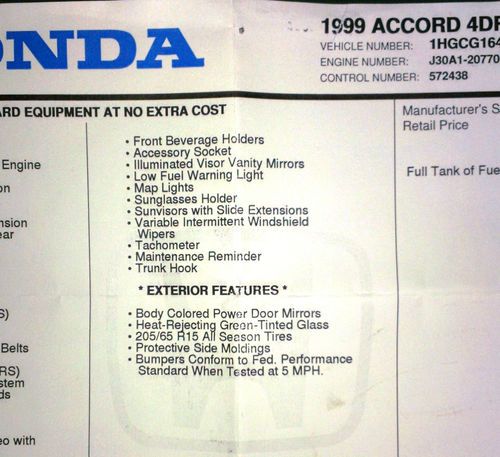 ONDA
1999 ACCORD 4DR
VEHICLE NUMBER: 1HGCG164
ENGINE NUMBER: J30A1-20770
CONTROL NUMBER: 572438
ARD EQUIPMENT AT NO EXTRA COST
Engine
on
nsion
ear
S)
Belts
RS)
stem
ds
eo with
• Front Beverage Holders
• Accessory Socket
• Illuminated Visor Vanity Mirrors
• Low Fuel Warning Light
• Map Lights
• Sunglasses Holder
• Sunvisors with Slide Extensions
• Variable Intermittent Windshield
Wipers
• Tachometer
• Maintenance Reminder
• Trunk Hook
* EXTERIOR FEATURES *
• Body Colored Power Door Mirrors
• Heat-Rejecting Green-Tinted Glass
• 205/65 R15 All Season Tires
• Protective Side Moldings
• Bumpers Conform to Fed. Performance
Standard When Tested at 5 MPH.
Manufacturer's S
Retail Price
Full Tank of Fue